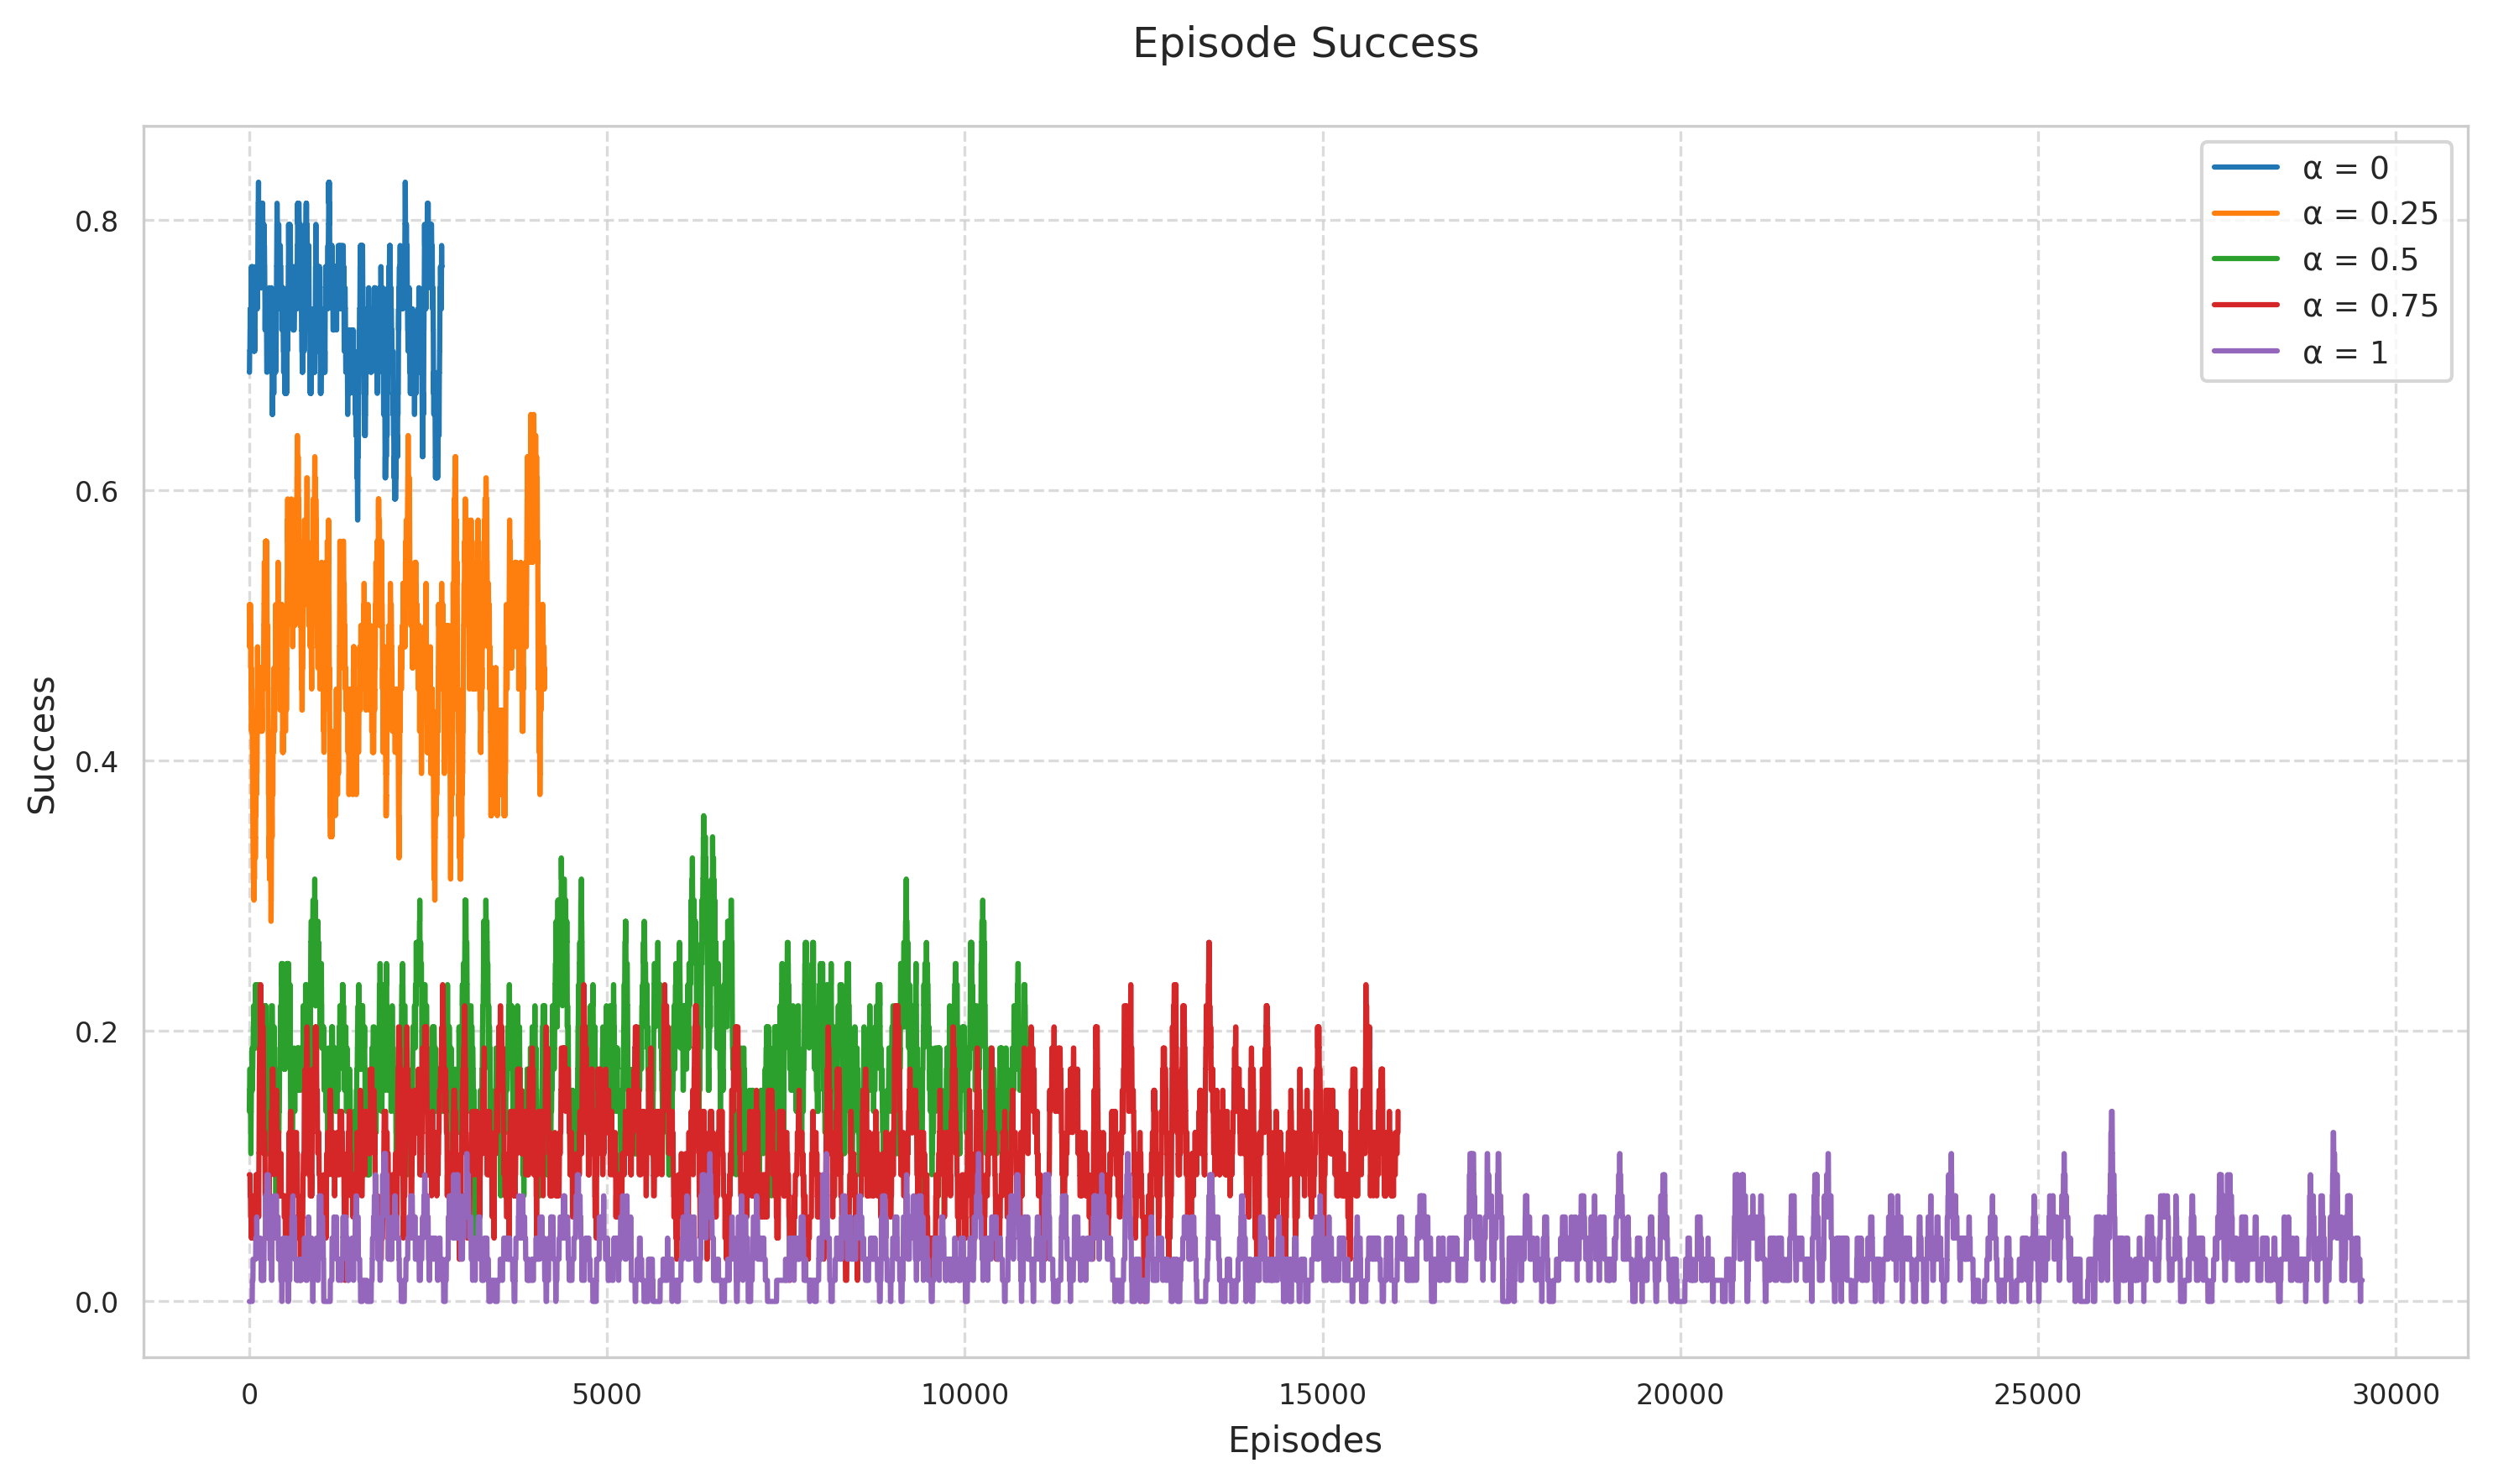 Episode Success
α = 0
α = 0.25
α = 0.5
α = 0.75
α = 1
Success
0.8
0.6
0.4
0.2
0.0
0 5000 10000 15000 20000 25000 30000
Episodes